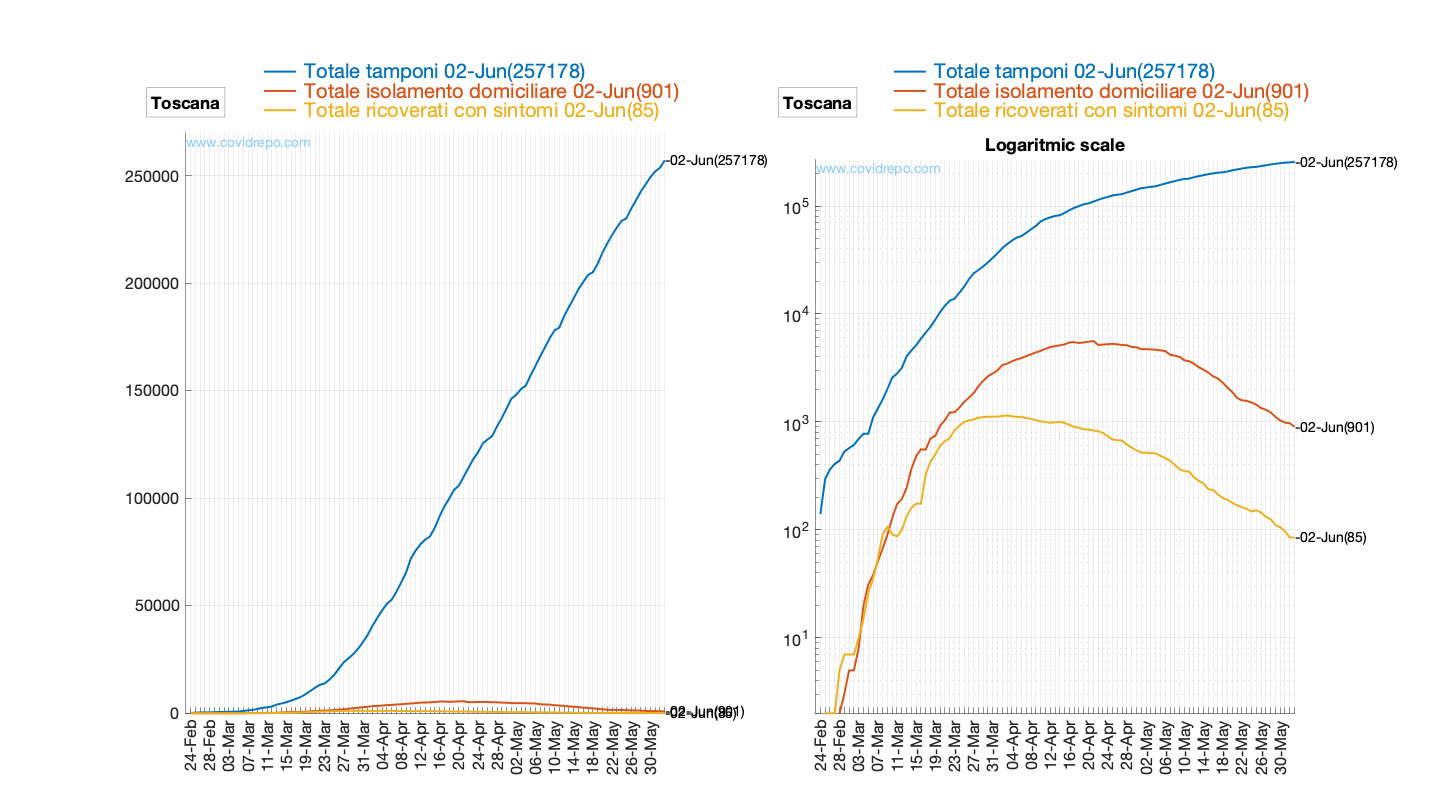 Totale tamponi 02-Jun(257178)
Totale isolamento domiciliare 02-Jun(901)
Totale ricoverati con sintomi 02-Jun(85)
Toscana
www.covidrepo.com
02-Jun(257178)
250000
200000
150000
100000
50000
0
02-Jun(901)
02-Jun(85)
24-Feb
28-Feb
03-Mar
07-Mar
11-Mar
15-Mar
19-Mar
23-Mar
27-Mar
31-Mar
04-Apr
08-Apr
12-Apr
16-Apr
20-Apr
24-Apr
28-Apr
02-May
06-May
10-May
14-May
18-May
22-May
26-May
30-May
Totale tamponi 02-Jun(257178)
Totale isolamento domiciliare 02-Jun(901)
Totale ricoverati con sintomi 02-Jun(85)
Toscana
Logaritmic scale
www.covidrepo.com
02-Jun(257178)
10^5
10^4
10^3
02-Jun(901)
10^2
02-Jun(85)
10^1
24-Feb
28-Feb
03-Mar
07-Mar
11-Mar
15-Mar
19-Mar
23-Mar
27-Mar
31-Mar
04-Apr
08-Apr
12-Apr
16-Apr
20-Apr
24-Apr
28-Apr
02-May
06-May
10-May
14-May
18-May
22-May
26-May
30-May